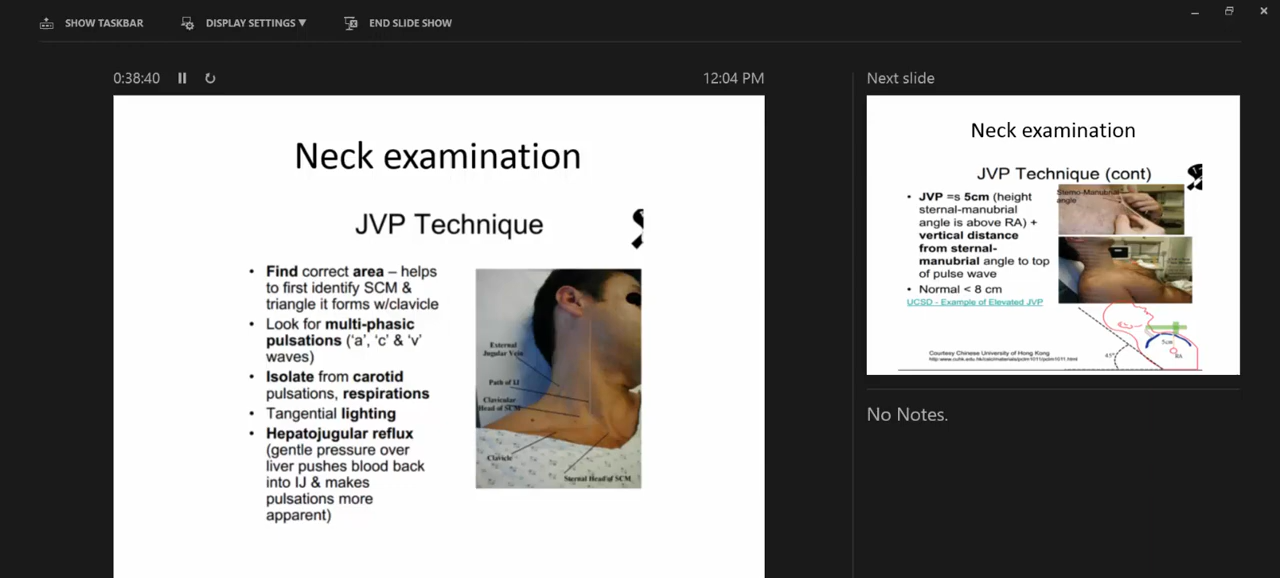 SHOW TASKBAR
DISPLAY SETTINGS ▼
END SLIDE SHOW
0:38:40
12:04 PM
Next slide
Neck examination
JVP Technique
• Find correct area – helps
to first identify SCM &
triangle it forms w/clavicle
• Look for multi-phasic
pulsations (‘a’, ‘c’ & ‘v’
waves)
• Isolate from carotid
pulsations, respirations
• Tangential lighting
• Hepatojugular reflux
(gentle pressure over
liver pushes blood back
into IJ & makes
pulsations more
apparent)
External
Jugular Vein
Path of IJ
Clavicular
Head of SCM
Clavicle
Sternal Head of SCM
Neck examination
JVP Technique (cont)
• JVP =s 5cm (height
sternal-manubrial
angle is above RA) +
vertical distance
from sternal-
manubrial angle to top
of pulse wave
• Normal < 8 cm
UCSD - Example of Elevated JVP
Sterno-Manubrial
angle
Courtesy Chinese University of Hong Kong
5cm
RA
45°
No Notes.